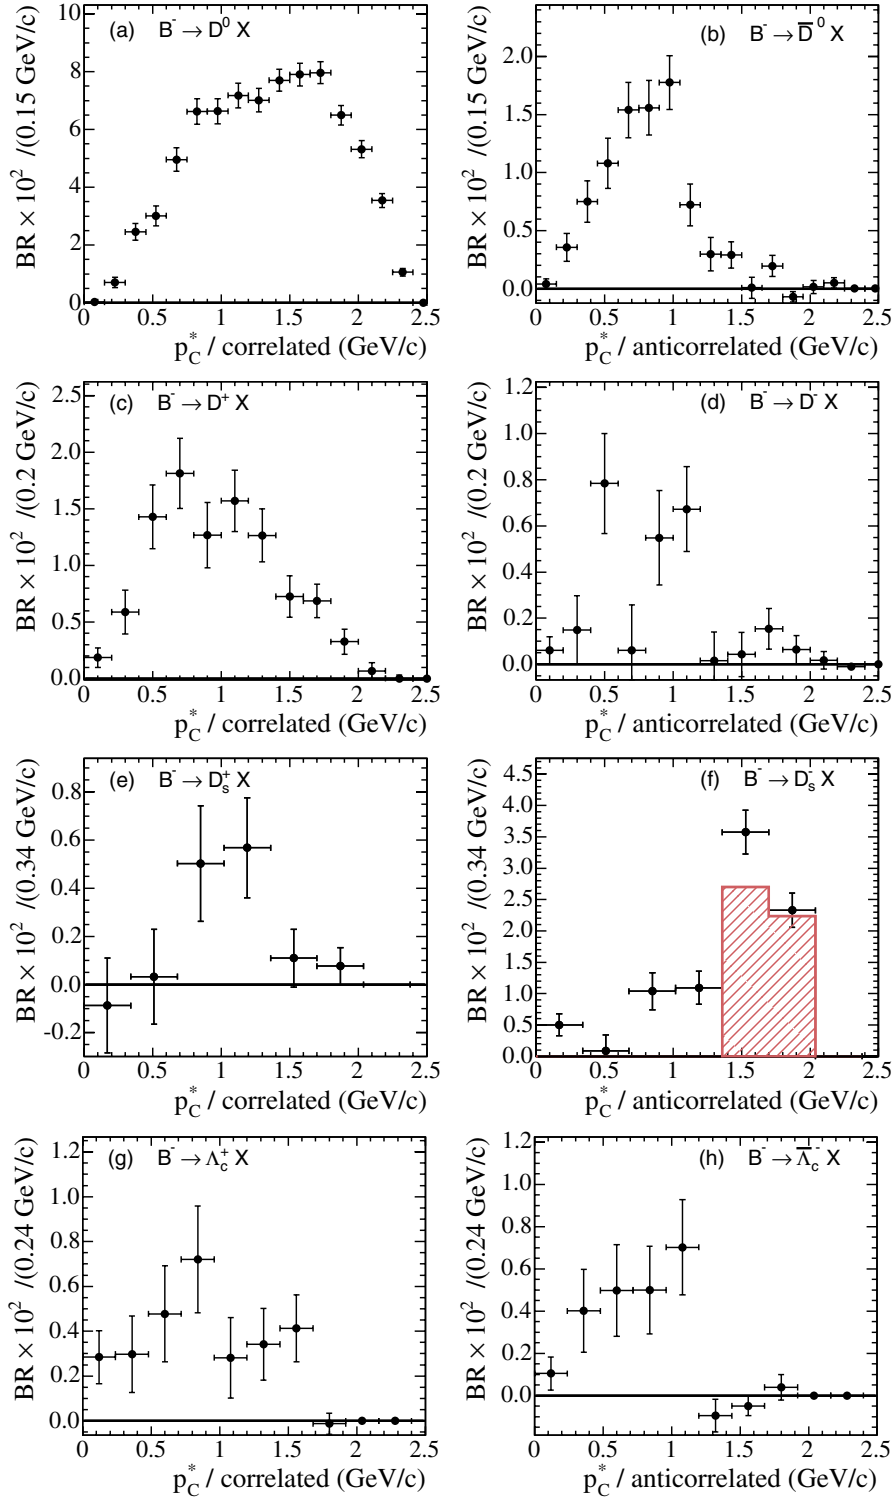 (a) B⁻ → D⁰ X
BR × 10² /(0.15 GeV/c)
8
6
4
2
0
0 0.5 1 1.5 2 2.5
p*C / correlated (GeV/c)
(b) B⁻ → D̅⁰ X
BR × 10² /(0.15 GeV/c)
2.0
1.5
1.0
0.5
0.0
0 0.5 1 1.5 2 2.5
p*C / anticorrelated (GeV/c)
(c) B⁻ → D⁺ X
BR × 10² /(0.2 GeV/c)
2.5
2.0
1.5
1.0
0.5
0.0
0 0.5 1 1.5 2 2.5
p*C / correlated (GeV/c)
(d) B⁻ → D⁻ X
BR × 10² /(0.2 GeV/c)
1.2
1.0
0.8
0.6
0.4
0.2
0.0
0 0.5 1 1.5 2 2.5
p*C / anticorrelated (GeV/c)
(e) B⁻ → Ds⁺ X
BR × 10² /(0.34 GeV/c)
0.8
0.6
0.4
0.2
0.0
-0.2
0 0.5 1 1.5 2 2.5
p*C / correlated (GeV/c)
(f) B⁻ → Ds⁻ X
BR × 10² /(0.34 GeV/c)
4.5
4.0
3.5
3.0
2.5
2.0
1.5
1.0
0.5
0.0
0 0.5 1 1.5 2 2.5
p*C / anticorrelated (GeV/c)
(g) B⁻ → Λc⁺ X
BR × 10² /(0.24 GeV/c)
1.2
1.0
0.8
0.6
0.4
0.2
0.0
0 0.5 1 1.5 2 2.5
p*C / correlated (GeV/c)
(h) B⁻ → Λ̅c⁻ X
BR × 10² /(0.24 GeV/c)
1.2
1.0
0.8
0.6
0.4
0.2
0.0
0 0.5 1 1.5 2 2.5
p*C / anticorrelated (GeV/c)